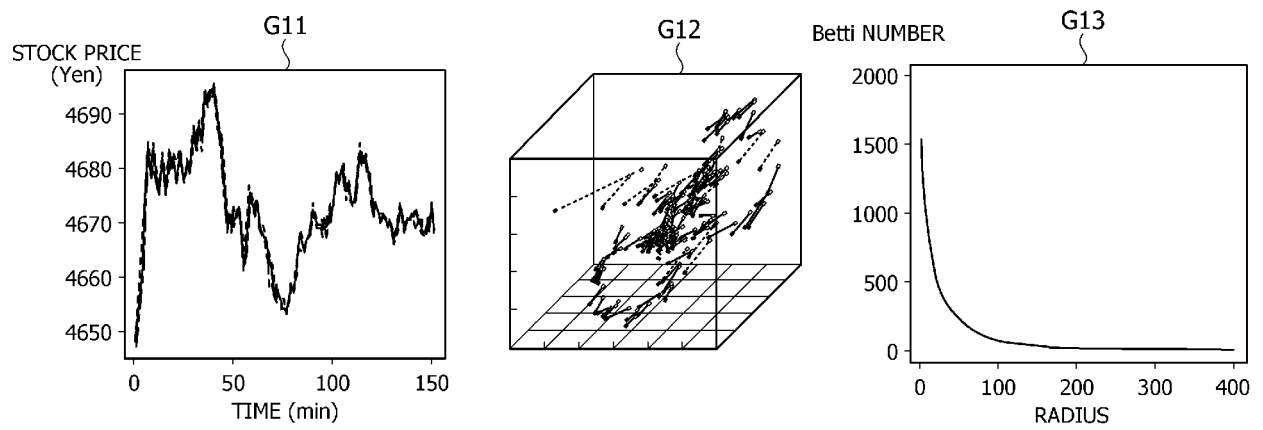 G11
STOCK PRICE
(Yen)
4690
4680
4670
4660
4650
0 50 100 150
TIME (min)
G12
G13
Betti NUMBER
2000
1500
1000
500
0
0 100 200 300 400
RADIUS